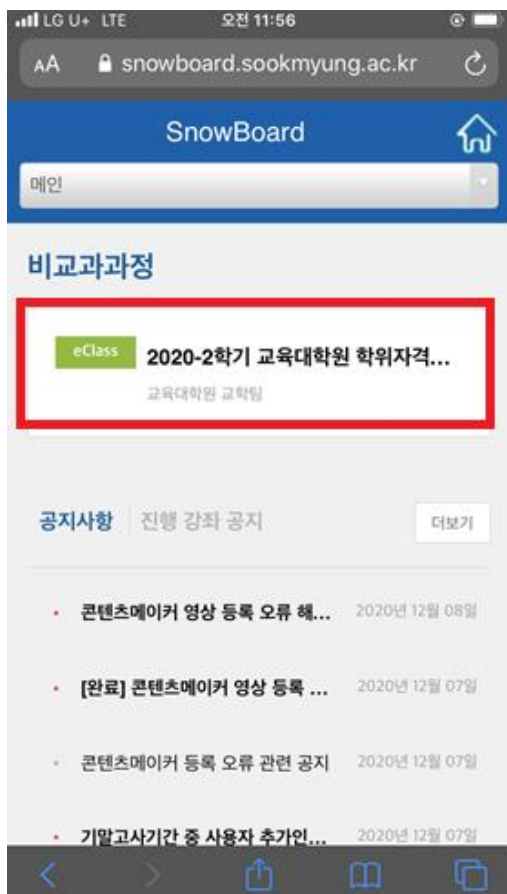 LG U+ LTE 오전 11:56
AA snowboard.sookmyung.ac.kr
SnowBoard
메인
비교과과정
eClass 2020-2학기 교육대학원 학위자격...
교육대학원 교학팀
공지사항 진행 강좌 공지 더보기
콘텐츠메이커 영상 등록 오류 해... 2020년 12월 08일
[완료] 콘텐츠메이커 영상 등록 ... 2020년 12월 07일
콘텐츠메이커 등록 오류 관련 공지 2020년 12월 07일
기말고사기간 중 사용자 추가인... 2020년 12월 07일